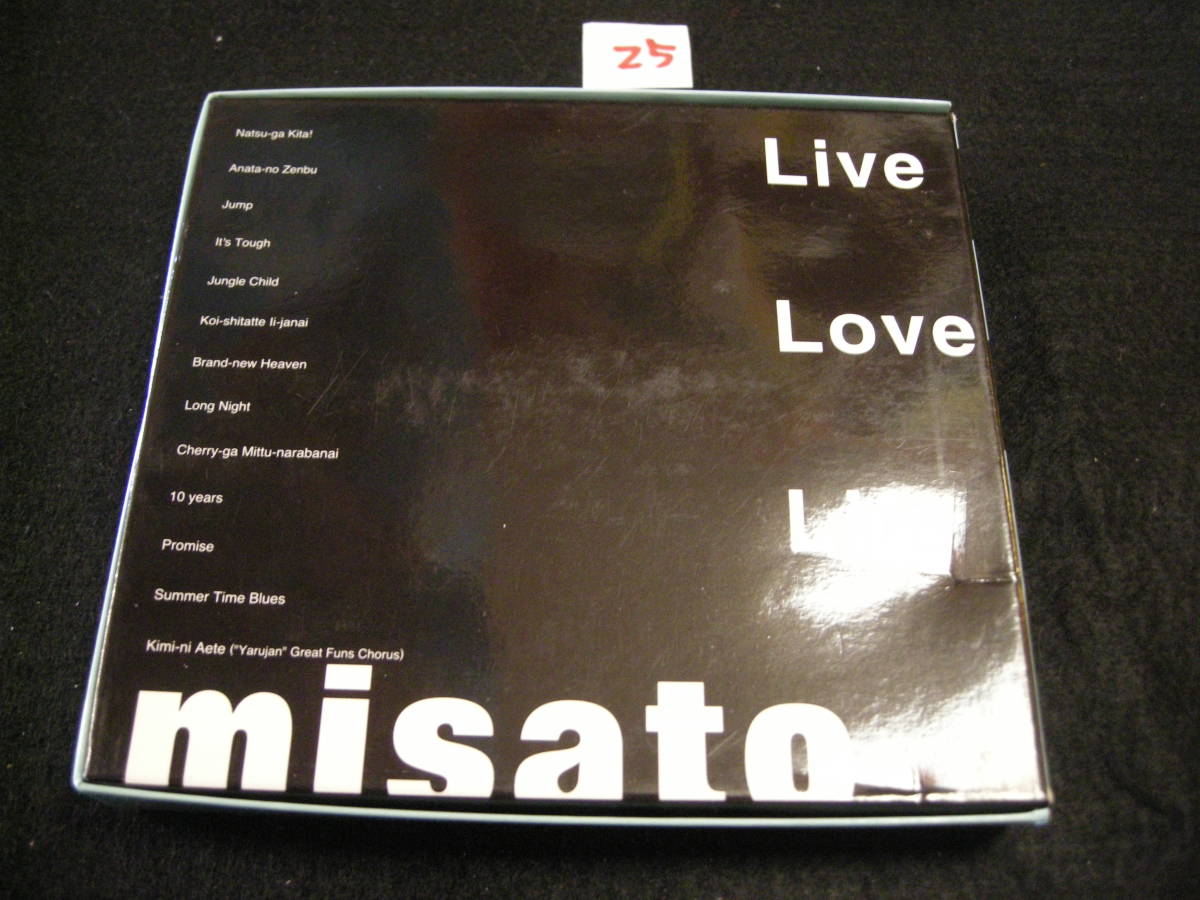 25
Natsu-ga Kita!
Anata-no Zenbu
Jump
It's Tough
Jungle Child
Koi-shitatte Ii-janai
Brand-new Heaven
Long Night
Cherry-ga Mittu-narabanai
10 years
Promise
Summer Time Blues
Kimi-ni Aete ("Yarujan" Great Funs Chorus)
Live
Love
misato